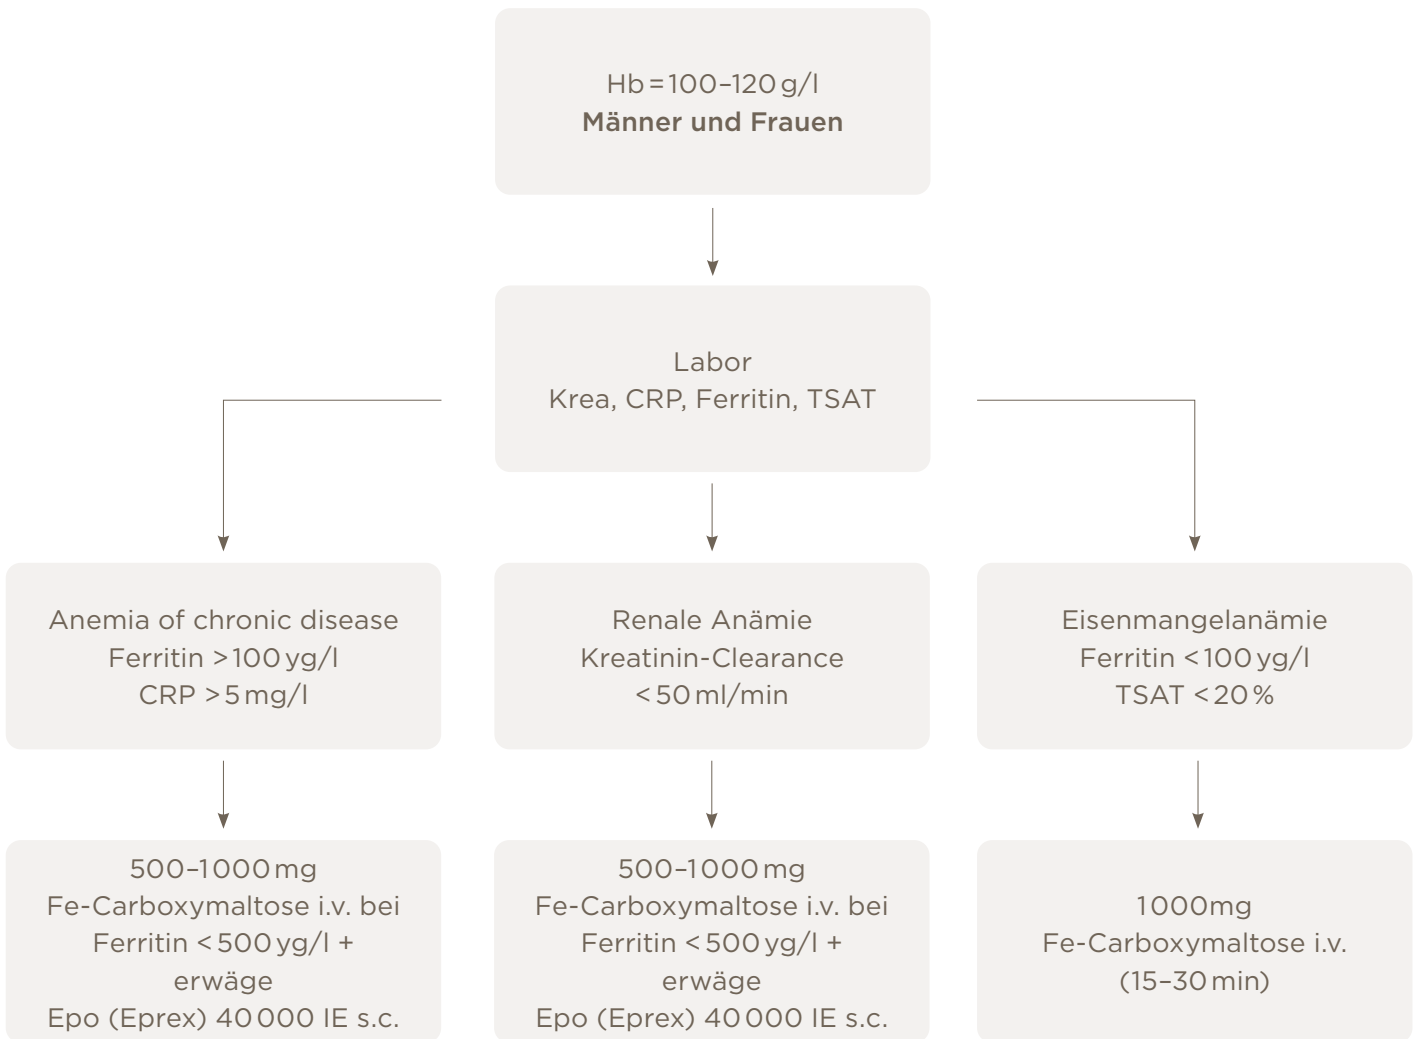 Hb = 100–120 g/l
Männer und Frauen
Labor
Krea, CRP, Ferritin, TSAT
Anemia of chronic disease
Ferritin > 100 yg/l
CRP > 5 mg/l
Renale Anämie
Kreatinin-Clearance
< 50 ml/min
Eisenmangelanämie
Ferritin < 100 yg/l
TSAT < 20 %
500–1000 mg
Fe-Carboxymaltose i.v. bei
Ferritin < 500 yg/l +
erwäge
Epo (Eprex) 40 000 IE s.c.
500–1000 mg
Fe-Carboxymaltose i.v. bei
Ferritin < 500 yg/l +
erwäge
Epo (Eprex) 40 000 IE s.c.
1000mg
Fe-Carboxymaltose i.v.
(15–30 min)